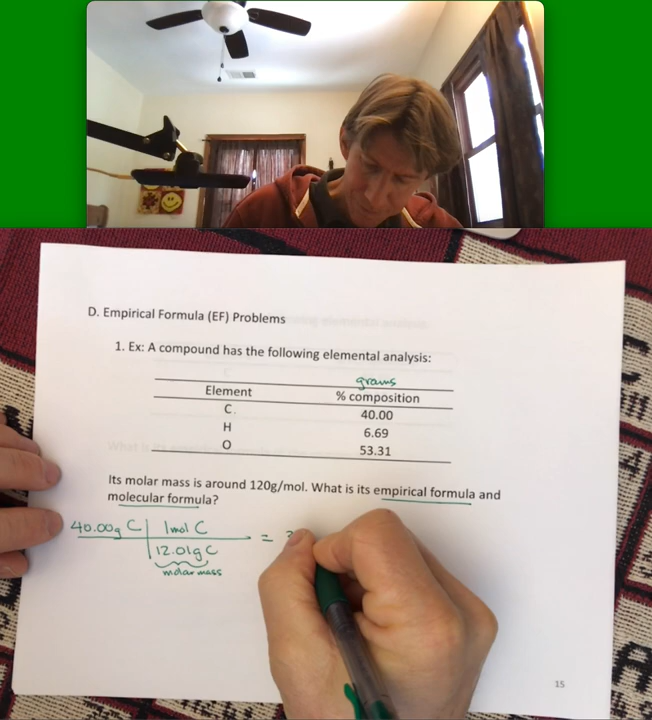 D. Empirical Formula (EF) Problems
1. Ex: A compound has the following elemental analysis:
grams
Element % composition
C 40.00
H 6.69
O 53.31
Its molar mass is around 120g/mol. What is its empirical formula and
molecular formula?
40.00g C 1mol C =
12.01g C
molar mass
15